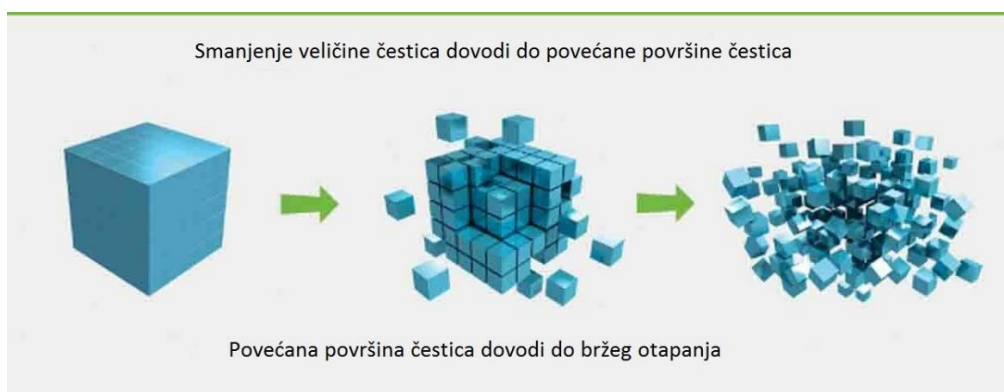 Smanjenje veličine čestica dovodi do povećane površine čestica
Povećana površina čestica dovodi do bržeg otapanja